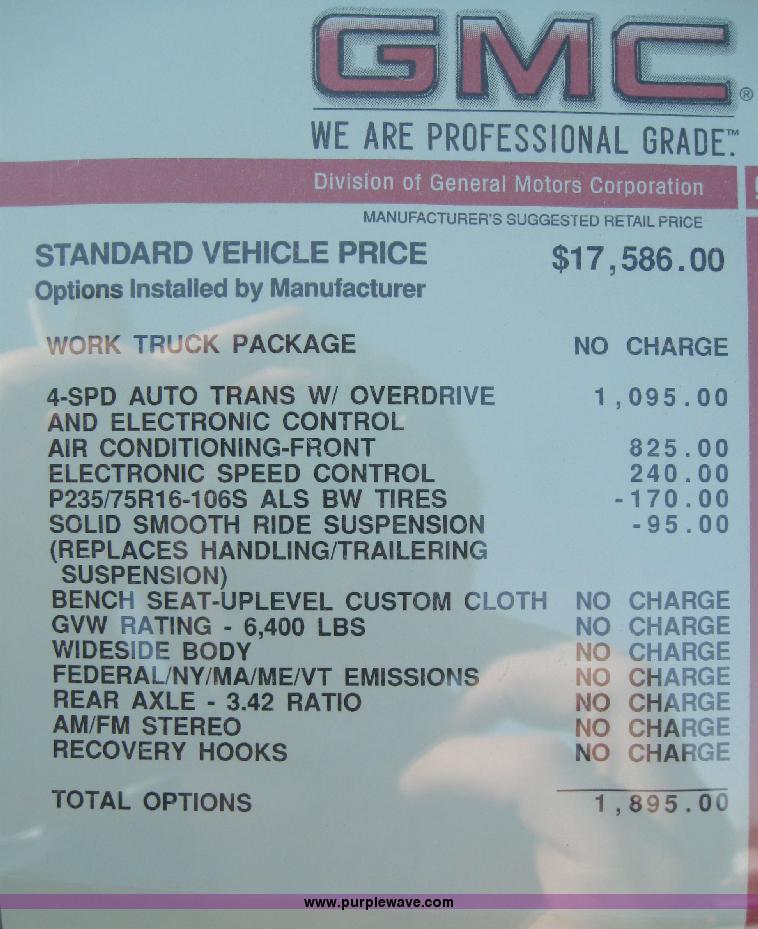 GMC®
WE ARE PROFESSIONAL GRADE.™
Division of General Motors Corporation
MANUFACTURER'S SUGGESTED RETAIL PRICE
STANDARD VEHICLE PRICE $17,586.00
Options Installed by Manufacturer
WORK TRUCK PACKAGE NO CHARGE
4-SPD AUTO TRANS W/ OVERDRIVE 1,095.00
AND ELECTRONIC CONTROL
AIR CONDITIONING-FRONT 825.00
ELECTRONIC SPEED CONTROL 240.00
P235/75R16-106S ALS BW TIRES -170.00
SOLID SMOOTH RIDE SUSPENSION -95.00
(REPLACES HANDLING/TRAILERING
SUSPENSION)
BENCH SEAT-UPLEVEL CUSTOM CLOTH NO CHARGE
GVW RATING - 6,400 LBS NO CHARGE
WIDESIDE BODY NO CHARGE
FEDERAL/NY/MA/ME/VT EMISSIONS NO CHARGE
REAR AXLE - 3.42 RATIO NO CHARGE
AM/FM STEREO NO CHARGE
RECOVERY HOOKS NO CHARGE
TOTAL OPTIONS 1,895.00
www.purplewave.com